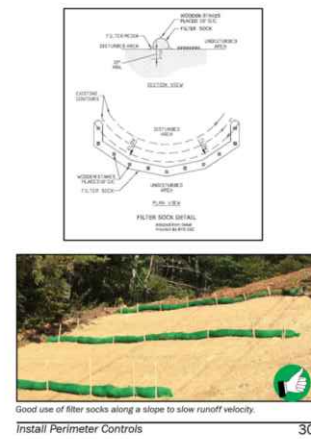 WOODEN STAKES
PLACED 10' O/C
FILTER SOCK
FILTER MEDIA
DISTURBED AREA
UNDISTURBED
AREA
SECTION VIEW
EXISTING
CONTOURS
DISTURBED
AREA
WOODEN STAKES
PLACED 10' O/C
FILTER SOCK
UNDISTURBED
AREA
PLAN VIEW
FILTER SOCK DETAIL
Good use of filter socks along a slope to slow runoff velocity.
Install Perimeter Controls
30